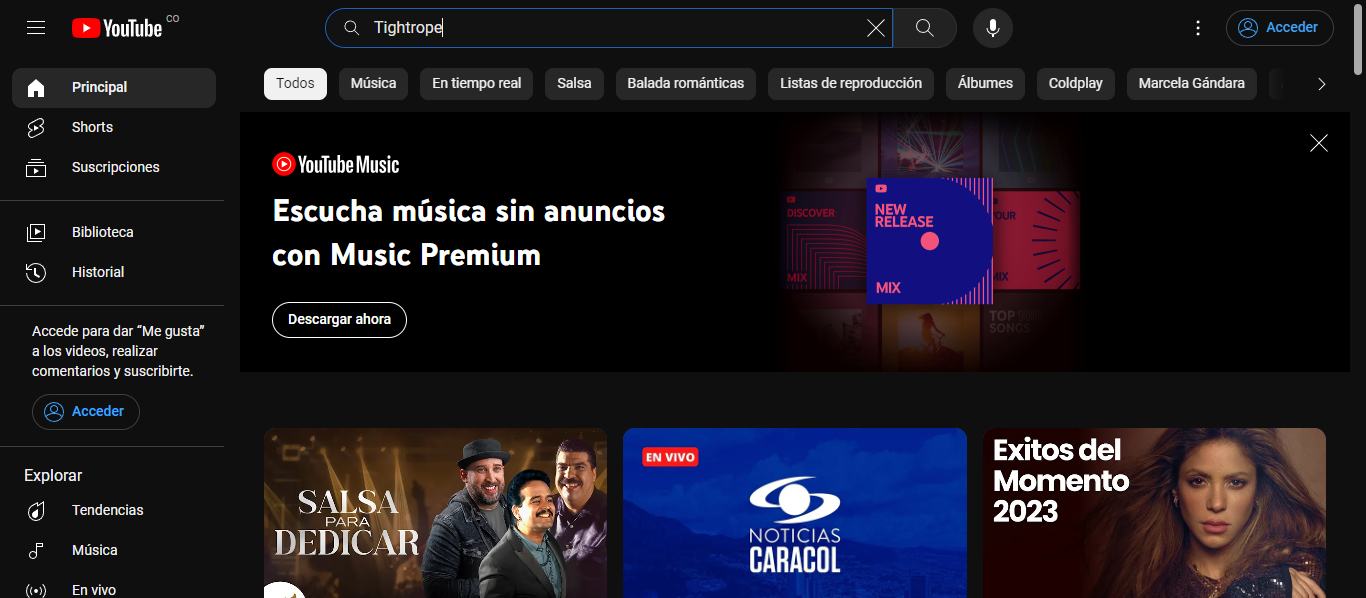 YouTube CO
Tightrope
Acceder
Principal
Shorts
Suscripciones
Biblioteca
Historial
Accede para dar “Me gusta”
a los videos, realizar
comentarios y suscribirte.
Acceder
Explorar
Tendencias
Música
En vivo
Todos
Música
En tiempo real
Salsa
Balada románticas
Listas de reproducción
Álbumes
Coldplay
Marcela Gándara
YouTube Music
Escucha música sin anuncios
con Music Premium
Descargar ahora
DISCOVER
MIX
NEW
RELEASE
MIX
YOUR
MIX
TOP 100
SONGS
SALSA
PARA
DEDICAR
EN VIVO
NOTICIAS
CARACOL
Exitos del
Momento
2023